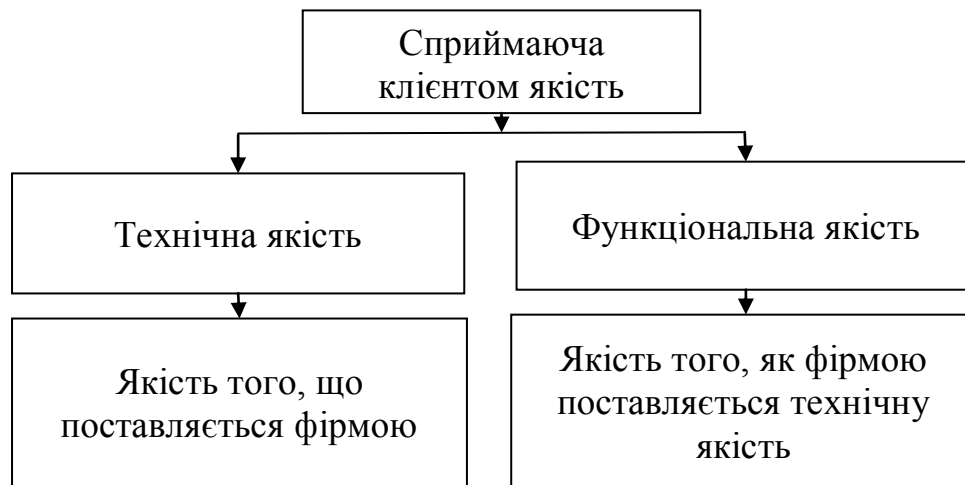 Сприймаюча
клієнтом якість
Технічна якість
Функціональна якість
Якість того, що
поставляється фірмою
Якість того, як фірмою
поставляється технічну
якість